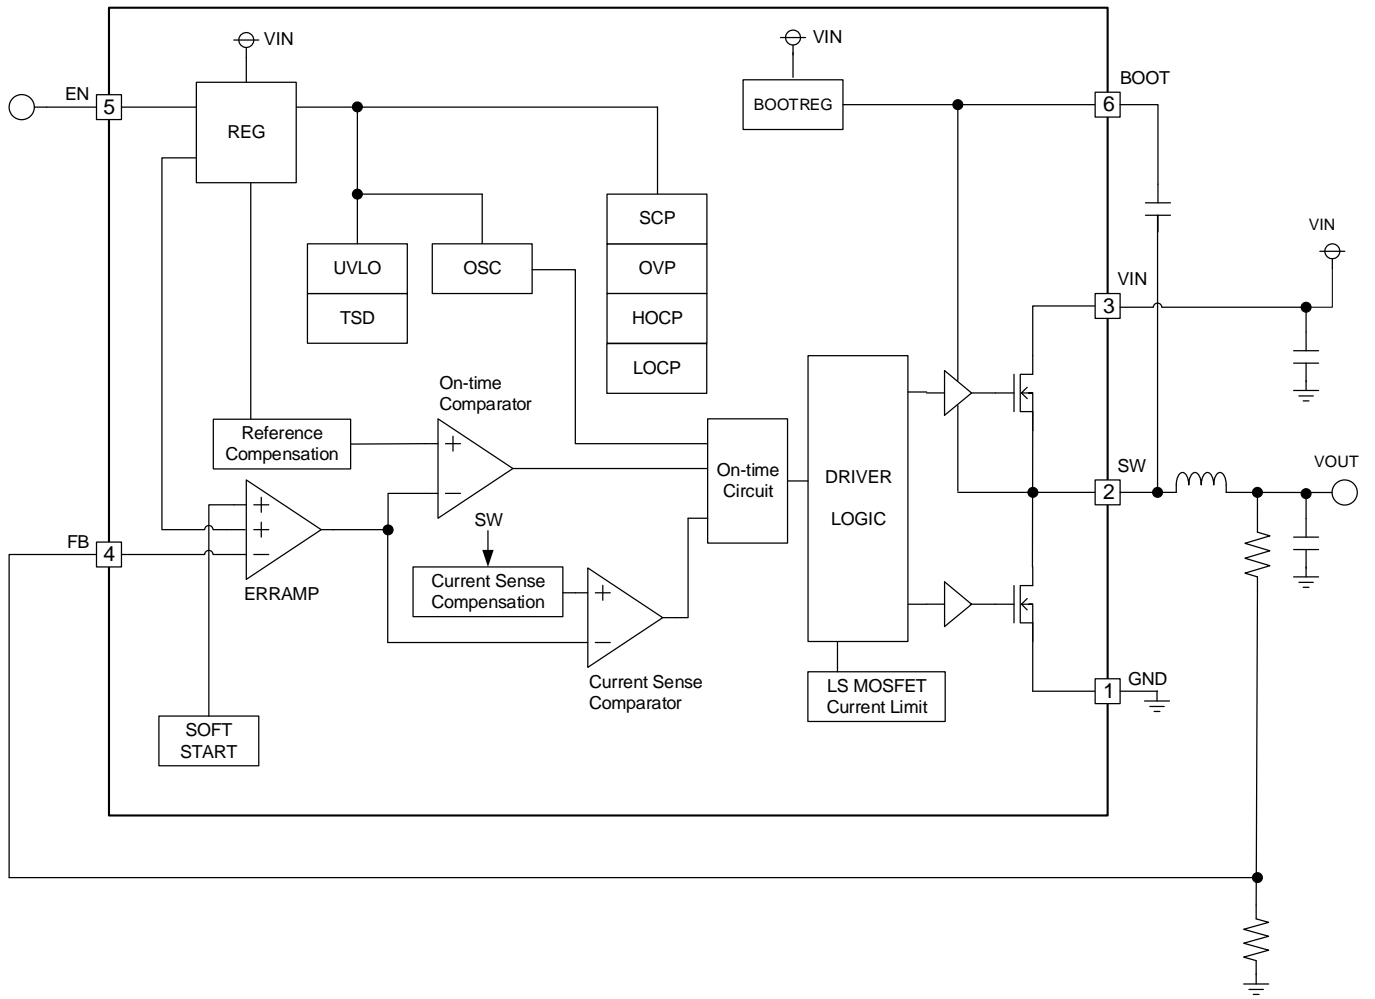 VIN
VIN
BOOT
EN
5
REG
BOOTREG
6
SCP
VIN
UVLO
OSC
OVP
VIN
3
TSD
HOCP
LOCP
On-time
Comparator
Reference
Compensation
+
−
On-time
Circuit
DRIVER
LOGIC
SW
2
VOUT
+
+
−
SW
FB
4
ERRAMP
Current Sense
Compensation
+
−
Current Sense
Comparator
LS MOSFET
Current Limit
1
GND
SOFT
START